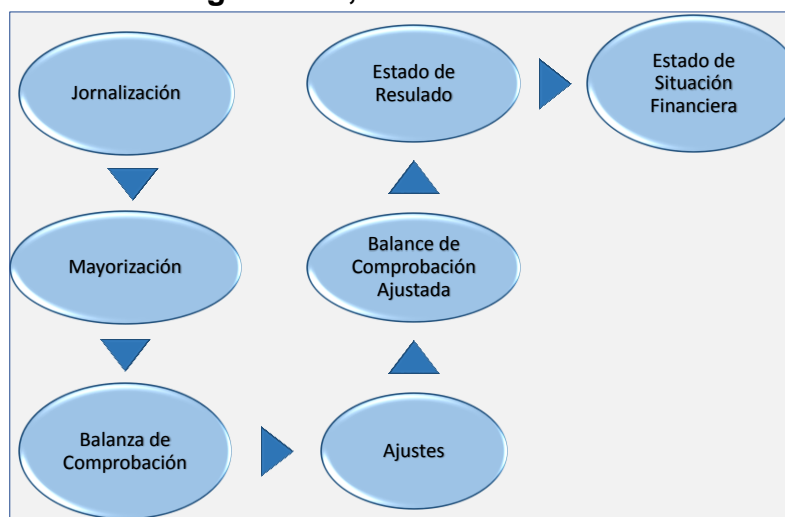 Jornalización
Mayorización
Balanza de
Comprobación
Ajustes
Balance de
Comprobación
Ajustada
Estado de
Resulado
Estado de
Situación
Financiera